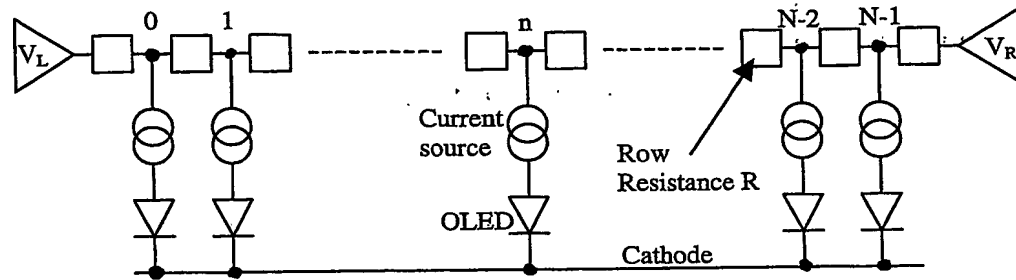 0 1 n N-2 N-1
V_L V_R
Current
source
Row
Resistance R
OLED
Cathode